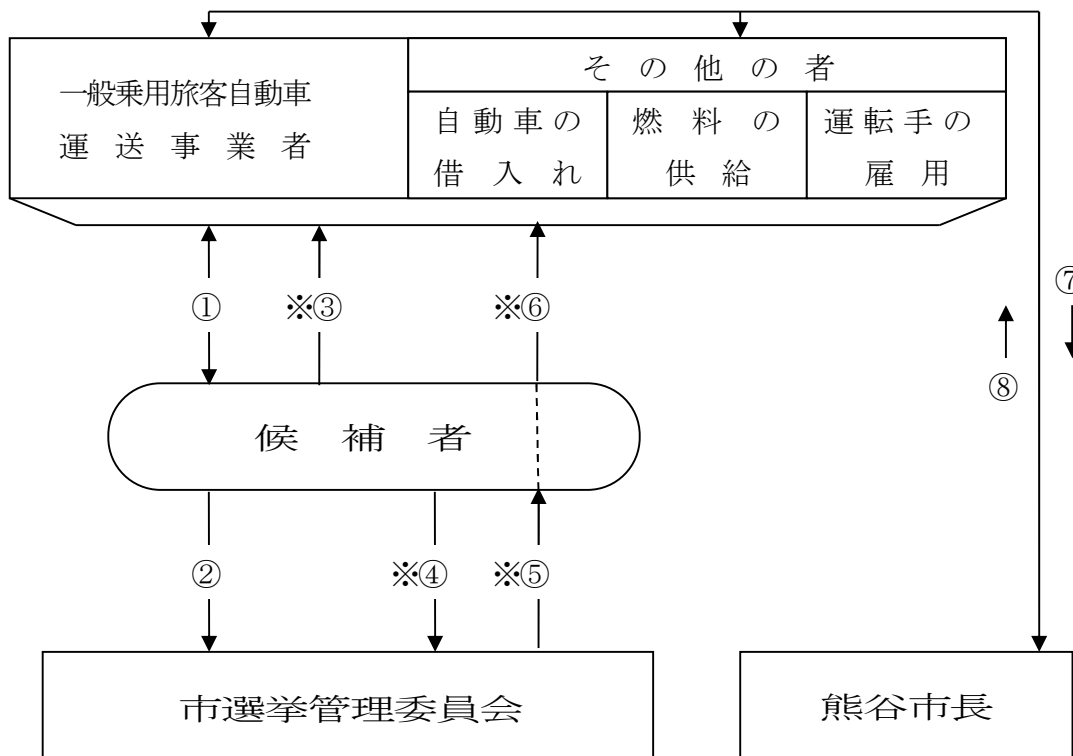 一般乗用旅客自動車
運送事業者
その他の者
自動車の
借入れ
燃料の
供給
運転手の
雇用
①
※③
※⑥
⑦
⑧
候補者
②
※④
※⑤
市選挙管理委員会
熊谷市長